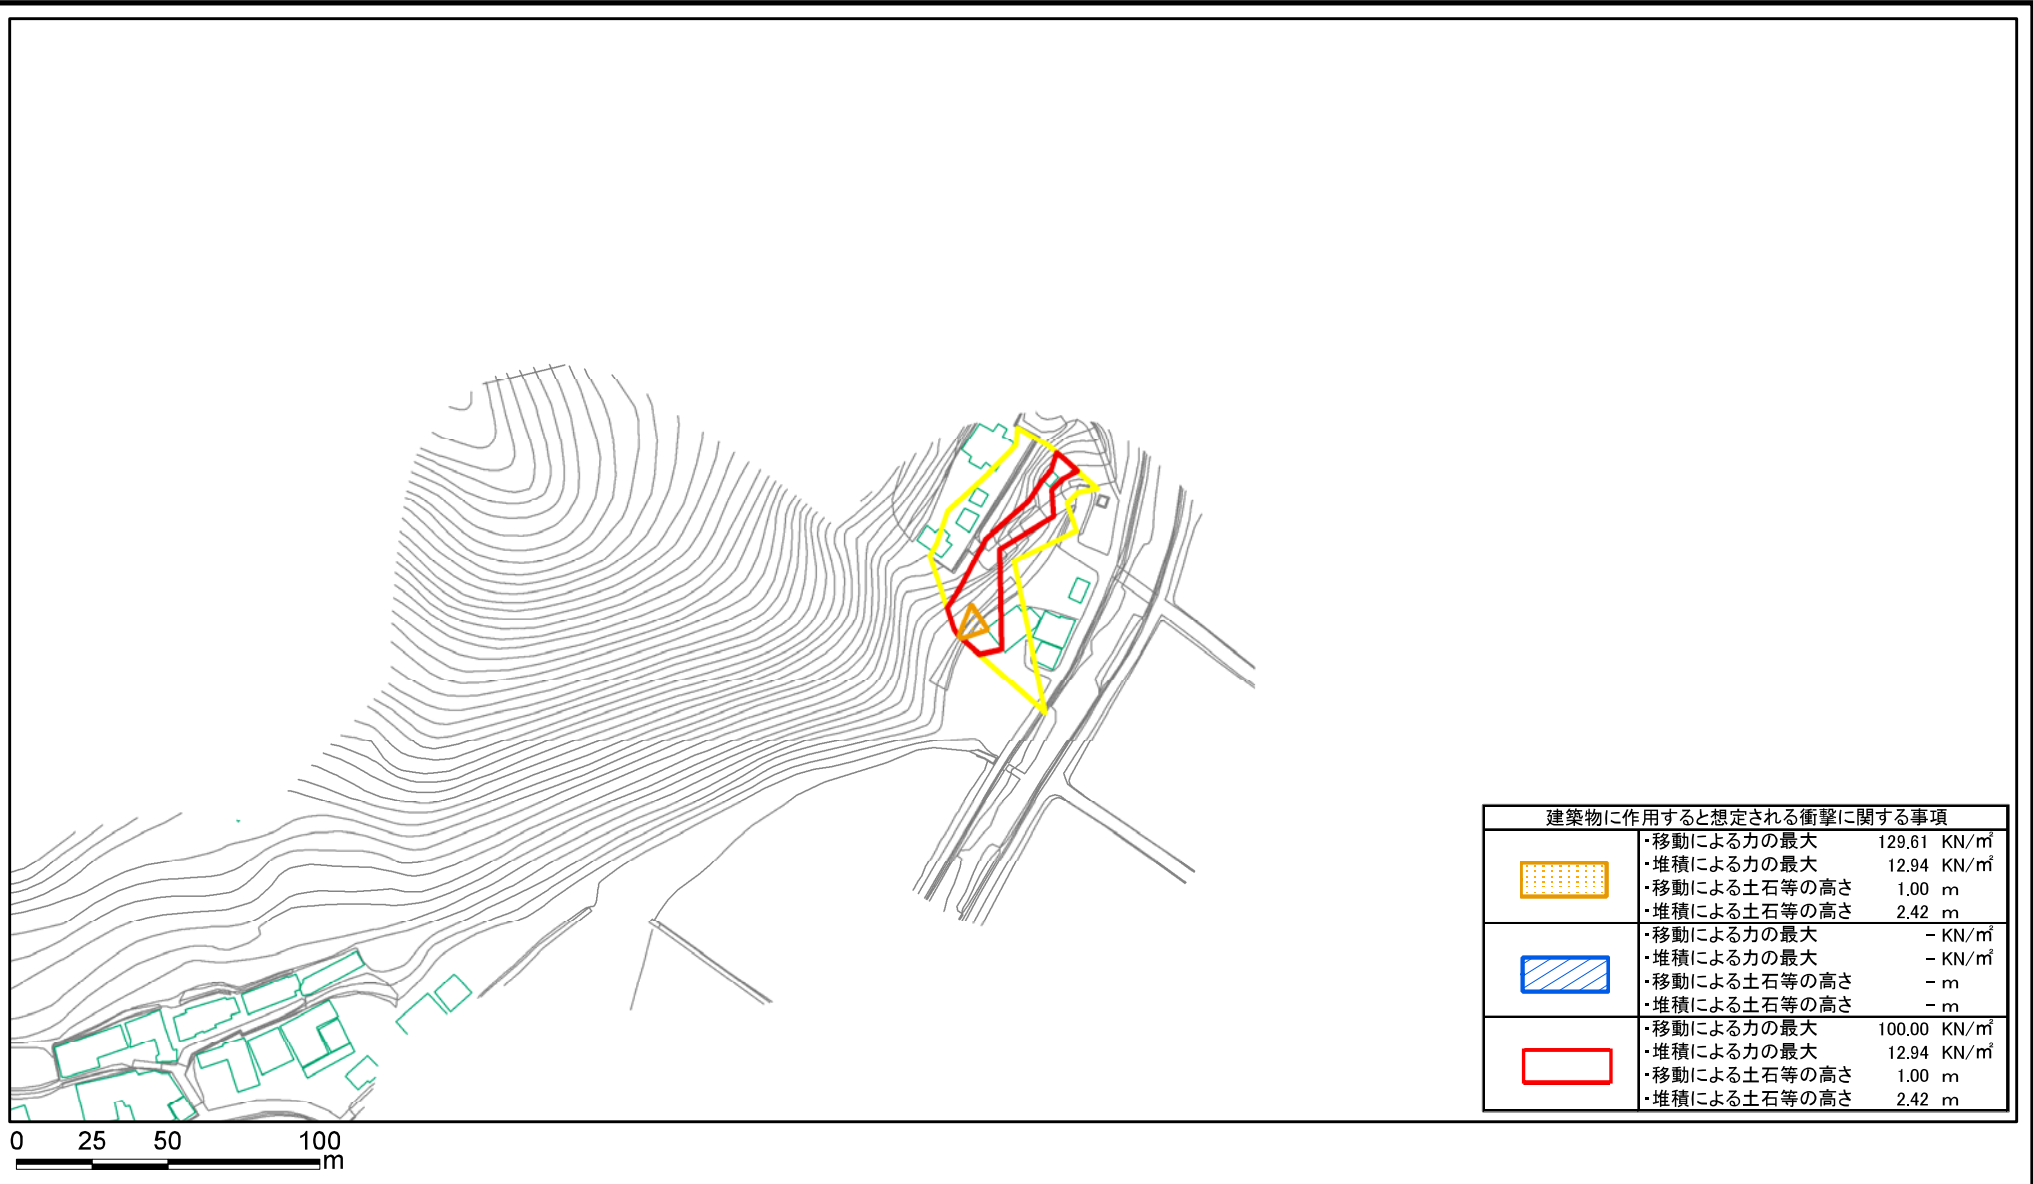 建築物に作用すると想定される衝撃に関する事項
・移動による力の最大 129.61 KN/㎡
・堆積による力の最大 12.94 KN/㎡
・移動による土石等の高さ 1.00 m
・堆積による土石等の高さ 2.42 m
・移動による力の最大 - KN/㎡
・堆積による力の最大 - KN/㎡
・移動による土石等の高さ - m
・堆積による土石等の高さ - m
・移動による力の最大 100.00 KN/㎡
・堆積による力の最大 12.94 KN/㎡
・移動による土石等の高さ 1.00 m
・堆積による土石等の高さ 2.42 m
0 25 50 100
m